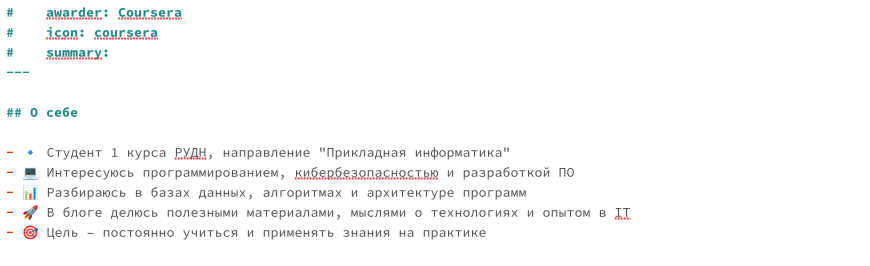 #    awarder: Coursera
#    icon: coursera
#    summary:
---
## О себе
- 🔹 Студент 1 курса РУДН, направление "Прикладная информатика"
- 💻 Интересуюсь программированием, кибербезопасностью и разработкой ПО
- 📊 Разбираюсь в базах данных, алгоритмах и архитектуре программ
- 🚀 В блоге делюсь полезными материалами, мыслями о технологиях и опытом в IT
- 🎯 Цель – постоянно учиться и применять знания на практике